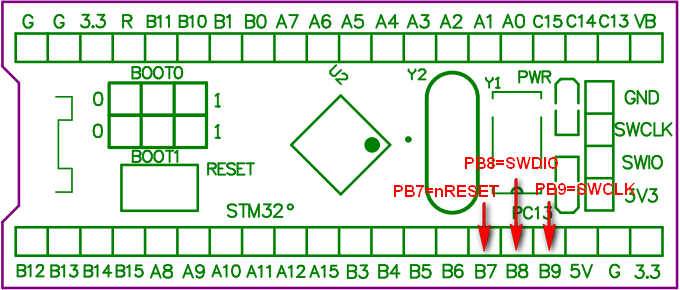 G G 3.3 R B11 B10 B1 B0 A7 A6 A5 A4 A3 A2 A1 A0 C15 C14 C13 VB
BOOT0
U2
Y2
Y1
PWR
0 1
GND
0 1
SWCLK
BOOT1
RESET
PB8=SWDIO
SWIO
PB7=nRESET
PB9=SWCLK
3V3
STM32°
PC13
B12 B13 B14 B15 A8 A9 A10 A11 A12 A15 B3 B4 B5 B6 B7 B8 B9 5V G 3.3